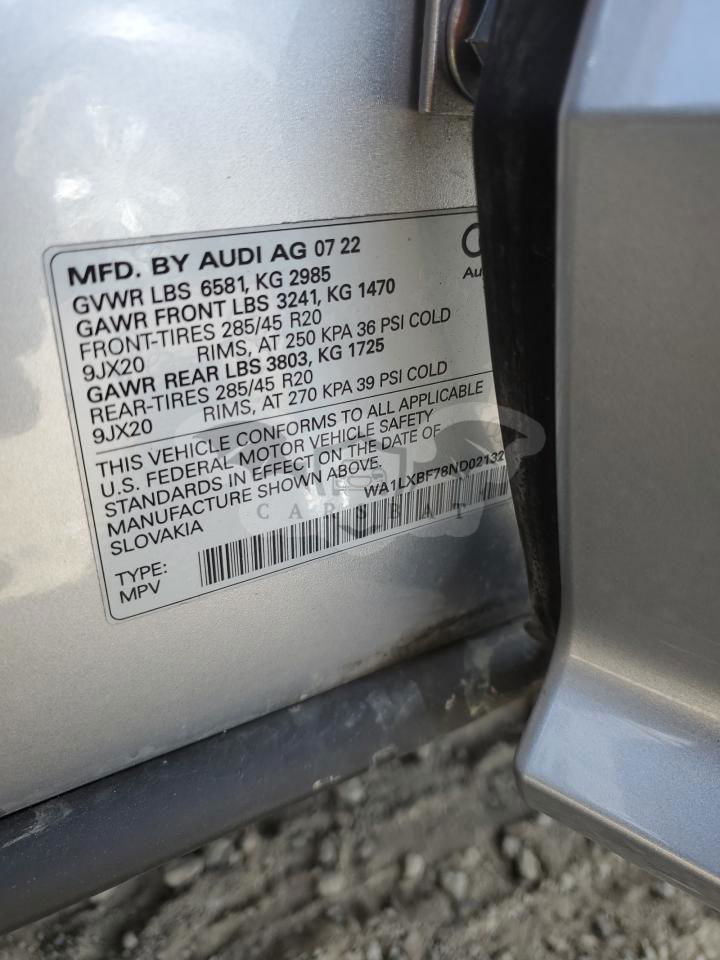 MFD. BY AUDI AG 07 22
GVWR LBS 6581, KG 2985
GAWR FRONT LBS 3241, KG 1470
FRONT-TIRES 285/45 R20
9JX20 RIMS, AT 250 KPA 36 PSI COLD
GAWR REAR LBS 3803, KG 1725
REAR-TIRES 285/45 R20
9JX20 RIMS, AT 270 KPA 39 PSI COLD
THIS VEHICLE CONFORMS TO ALL APPLICABLE
U.S. FEDERAL MOTOR VEHICLE SAFETY
STANDARDS IN EFFECT ON THE DATE OF
MANUFACTURE SHOWN ABOVE.
SLOVAKIA
WA1LXBF78ND02132
TYPE:
MPV
Au
CARSBAT